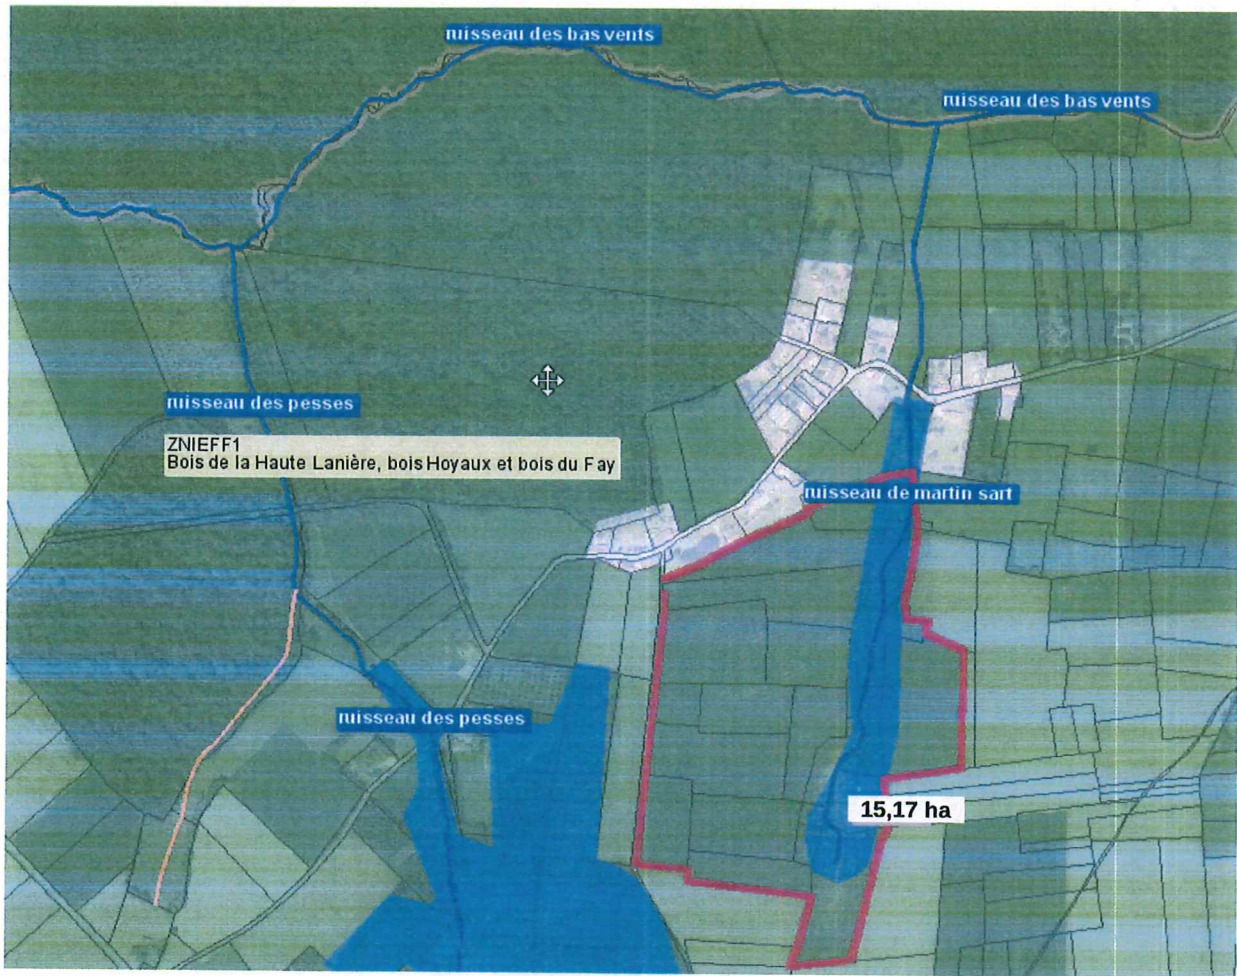 ruisseau des bas vents
ruisseau des bas vents
ruisseau des pesses
ZNIEFF1
Bois de la Haute Lanière, bois Hoyaux et bois du Fay
ruisseau de martin sart
ruisseau des pesses
15,17 ha